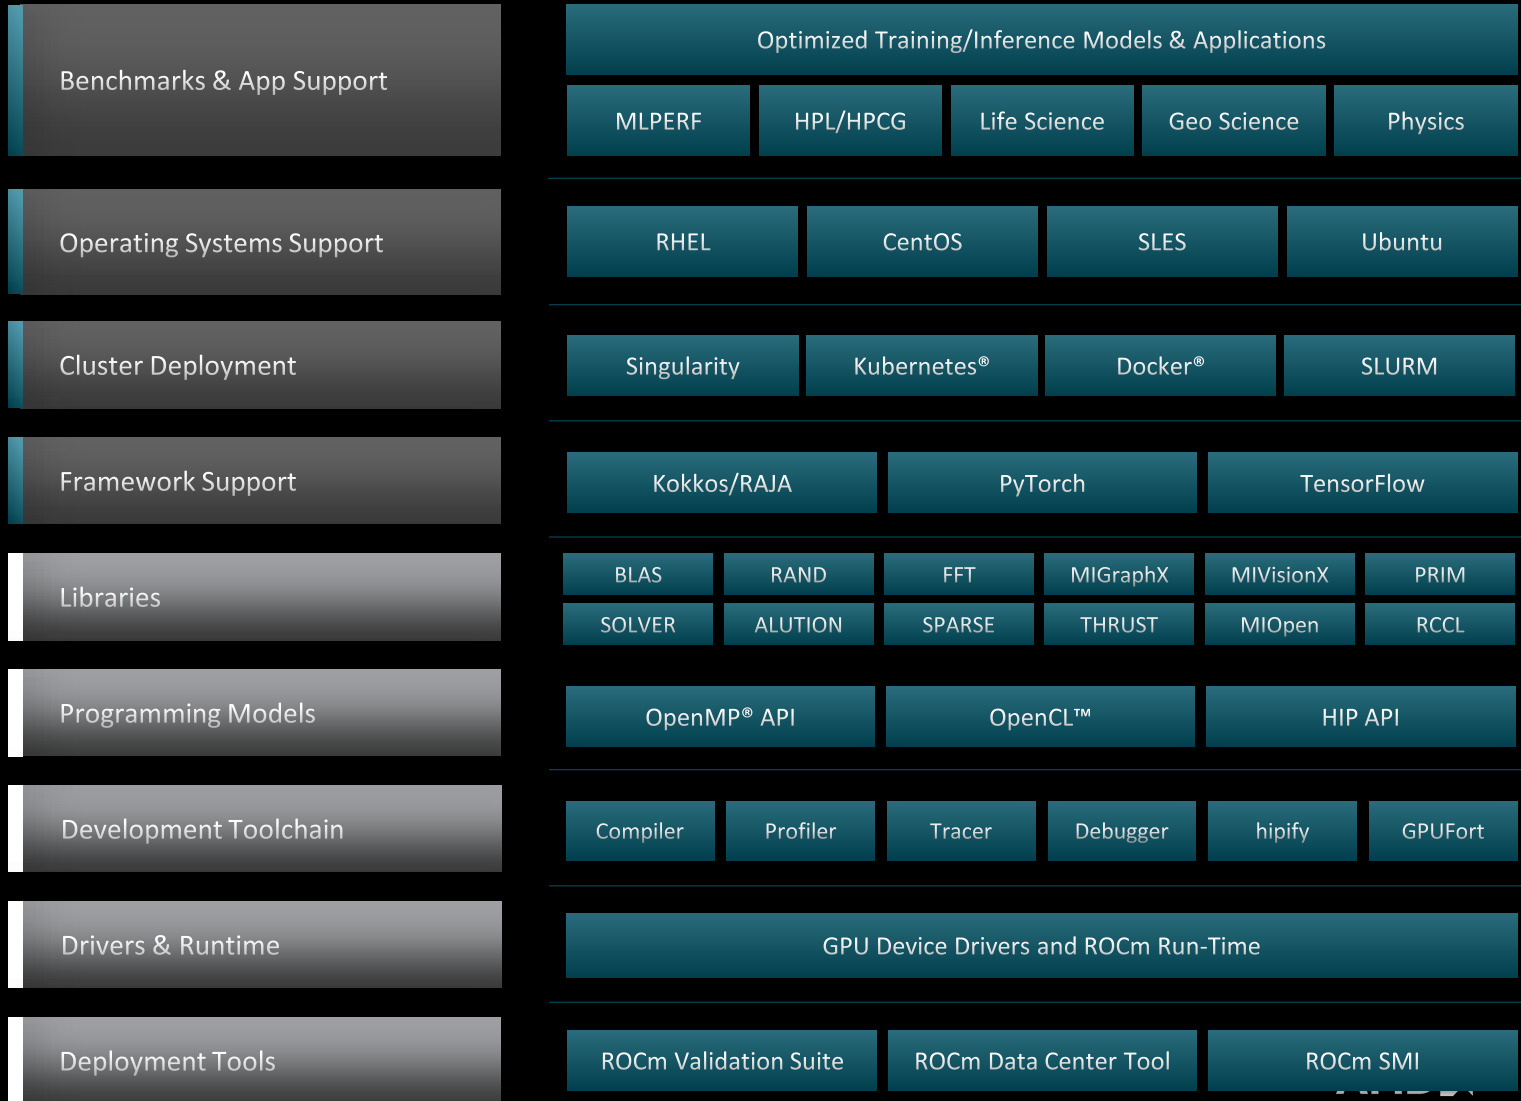 Benchmarks & App Support
Optimized Training/Inference Models & Applications
MLPERF
HPL/HPCG
Life Science
Geo Science
Physics
Operating Systems Support
RHEL
CentOS
SLES
Ubuntu
Cluster Deployment
Singularity
Kubernetes®
Docker®
SLURM
Framework Support
Kokkos/RAJA
PyTorch
TensorFlow
Libraries
BLAS
RAND
FFT
MIGraphX
MIVisionX
PRIM
SOLVER
ALUTION
SPARSE
THRUST
MIOpen
RCCL
Programming Models
OpenMP® API
OpenCL™
HIP API
Development Toolchain
Compiler
Profiler
Tracer
Debugger
hipify
GPUFort
Drivers & Runtime
GPU Device Drivers and ROCm Run-Time
Deployment Tools
ROCm Validation Suite
ROCm Data Center Tool
ROCm SMI